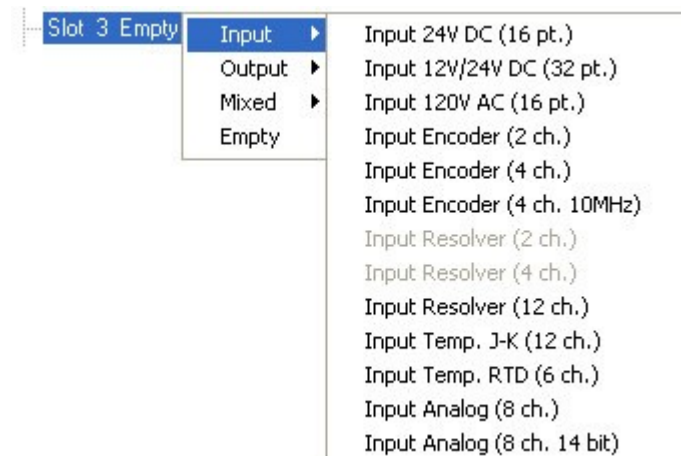 Slot 3 Empty
Input
Output
Mixed
Empty
Input 24V DC (16 pt.)
Input 12V/24V DC (32 pt.)
Input 120V AC (16 pt.)
Input Encoder (2 ch.)
Input Encoder (4 ch.)
Input Encoder (4 ch. 10MHz)
Input Resolver (2 ch.)
Input Resolver (4 ch.)
Input Resolver (12 ch.)
Input Temp. J-K (12 ch.)
Input Temp. RTD (6 ch.)
Input Analog (8 ch.)
Input Analog (8 ch. 14 bit)